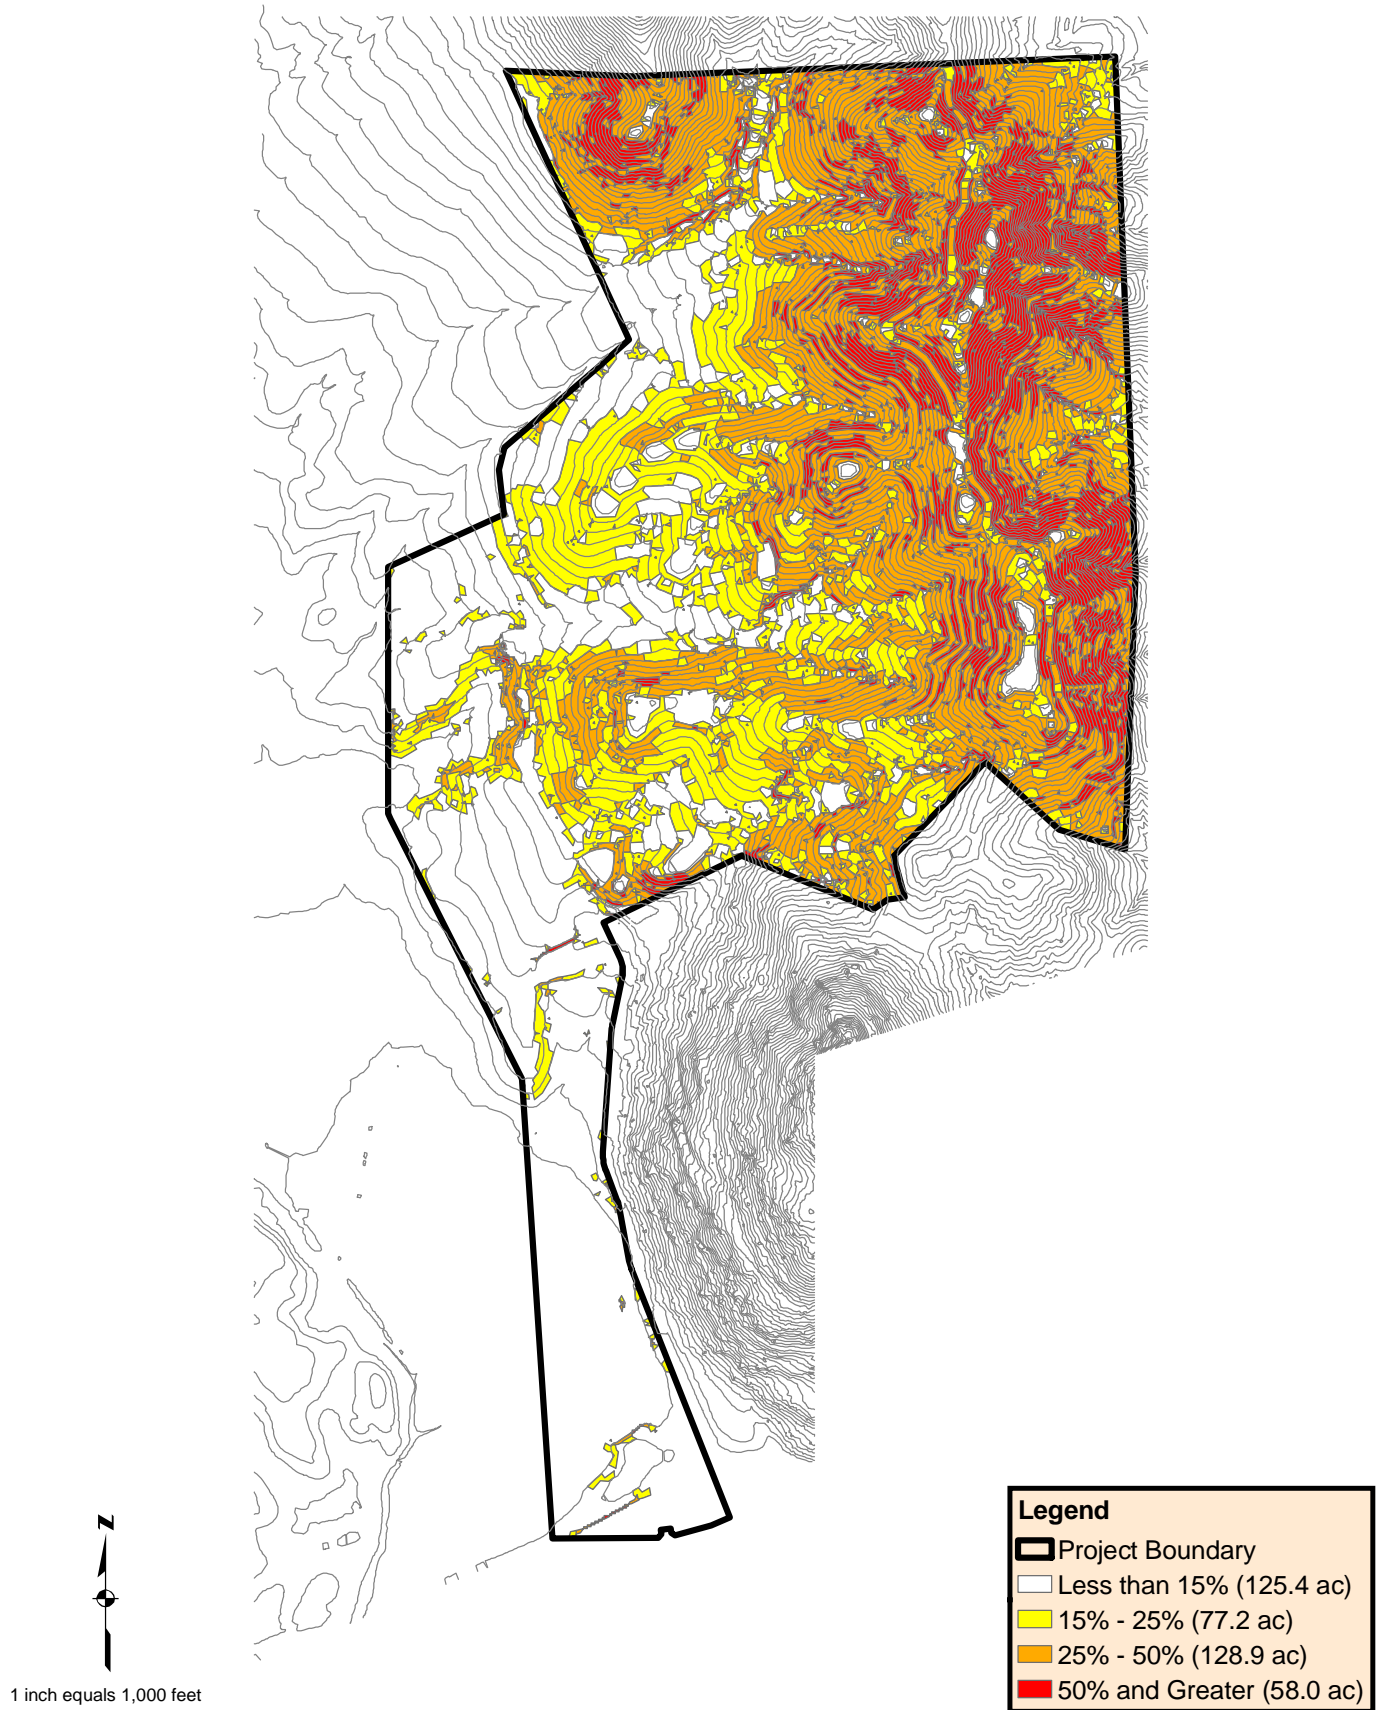 N
1 inch equals 1,000 feet
Legend
Project Boundary
Less than 15% (125.4 ac)
15% - 25% (77.2 ac)
25% - 50% (128.9 ac)
50% and Greater (58.0 ac)